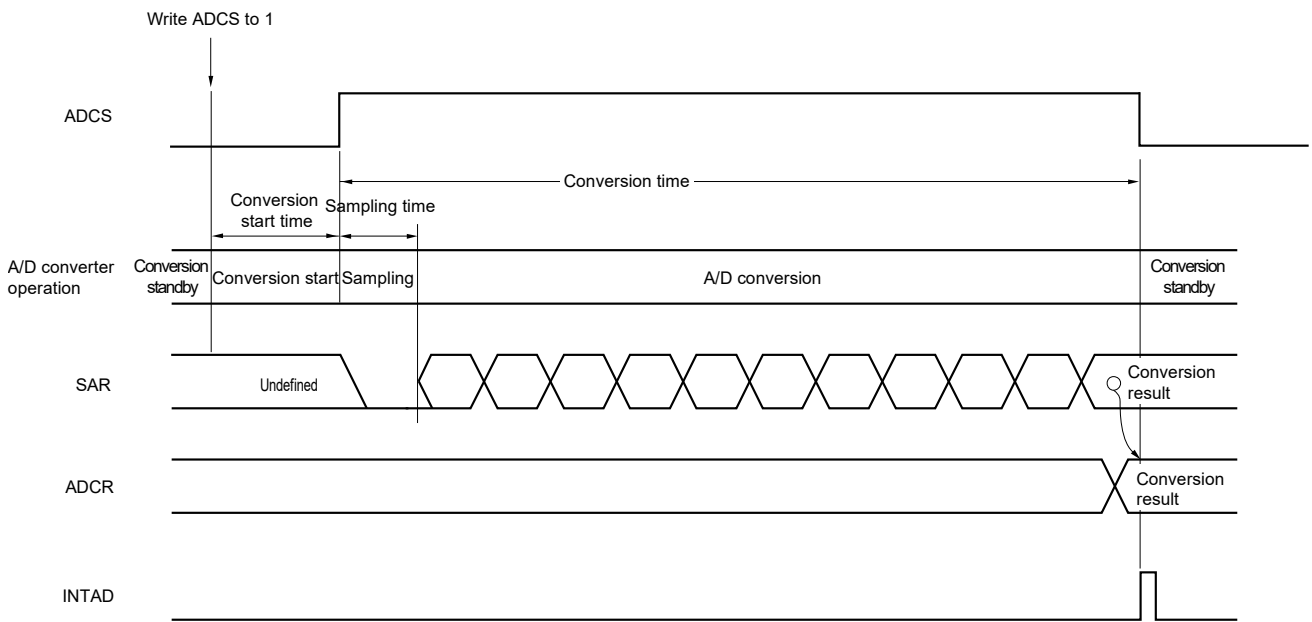 Write ADCS to 1
ADCS
Conversion time
Conversion
start time
Sampling time
A/D converter
operation
Conversion
standby
Conversion start
Sampling
A/D conversion
Conversion
standby
SAR
Undefined
Conversion
result
ADCR
Conversion
result
INTAD